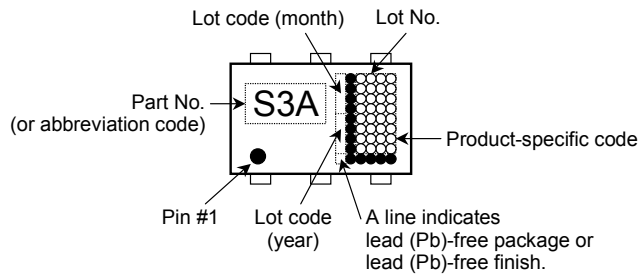 Lot code (month)
Lot No.
Part No.
(or abbreviation code)
S3A
Product-specific code
Pin #1
Lot code
(year)
A line indicates
lead (Pb)-free package or
lead (Pb)-free finish.